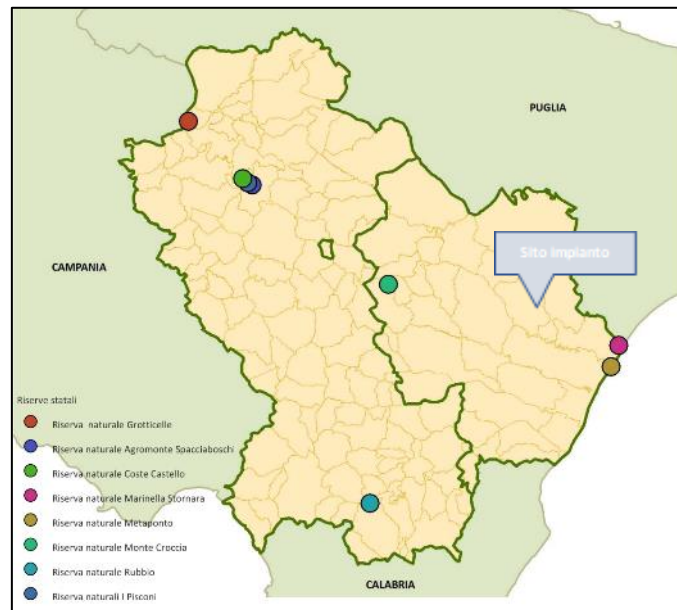 PUGLIA
Sito Impianto
CAMPANIA
Riserve statali
Riserva naturale Grotticelle
Riserva naturale Agromonte Spacciaboschi
Riserva naturale Coste Castello
Riserva naturale Marinella Stornara
Riserva naturale Metaponto
Riserva naturale Monte Croccia
Riserva naturale Rubbio
Riserva naturali I Pisconi
CALABRIA